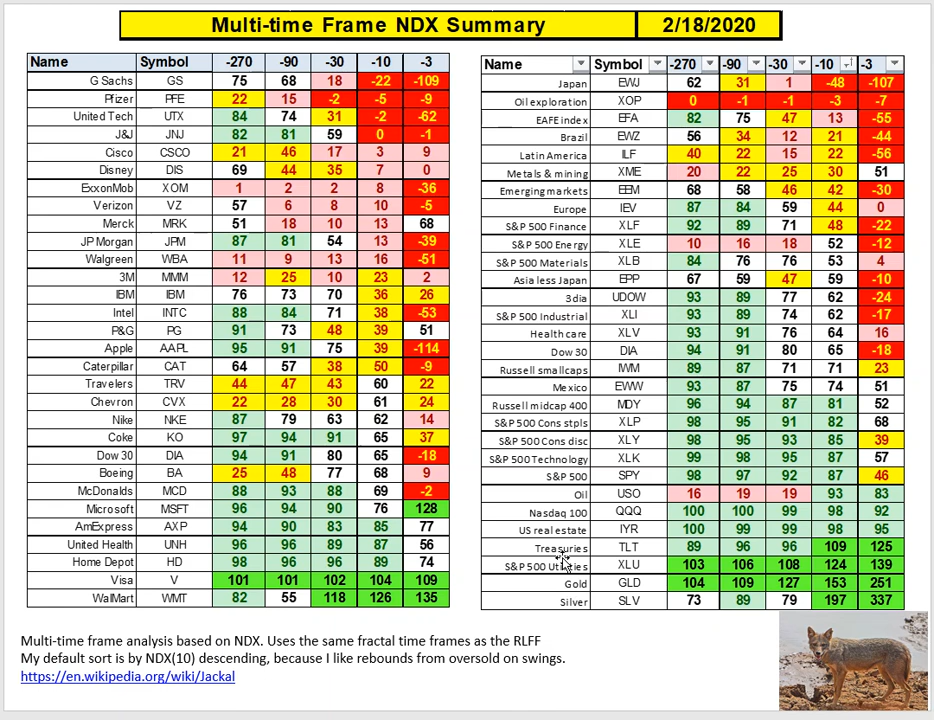 Multi-time Frame NDX Summary 2/18/2020
Name Symbol -270 -90 -30 -10 -3
G Sachs GS 75 68 18 -22 -109
Pfizer PFE 22 15 -2 -5 -9
United Tech UTX 84 74 31 -2 -62
J&J JNJ 82 81 59 0 -1
Cisco CSCO 21 46 17 3 9
Disney DIS 69 44 35 7 0
ExxonMob XOM 1 2 2 8 -36
Verizon VZ 57 6 8 10 -5
Merck MRK 51 18 10 13 68
JP Morgan JPM 87 81 54 13 -39
Walgreen WBA 11 9 13 16 -51
3M MMM 12 25 10 23 2
IBM IBM 76 73 70 36 26
Intel INTC 88 84 71 38 -53
P&G PG 91 73 48 39 51
Apple AAPL 95 91 75 39 -114
Caterpillar CAT 64 57 38 50 -9
Travelers TRV 44 47 43 60 22
Chevron CVX 22 28 30 61 24
Nike NKE 87 79 63 62 14
Coke KO 97 94 91 65 37
Dow 30 DIA 94 91 80 65 -18
Boeing BA 25 48 77 68 9
McDonalds MCD 88 93 88 69 -2
Microsoft MSFT 96 94 90 76 128
AmExpress AXP 94 90 83 85 77
United Health UNH 96 96 89 87 56
Home Depot HD 98 96 96 89 74
Visa V 101 101 102 104 109
WalMart WMT 82 55 118 126 135
Name Symbol -270 -90 -30 -10 -3
Japan EWJ 62 31 1 -48 -107
Oil exploration XOP 0 -1 -1 -3 -7
EAFE index EFA 82 75 47 13 -55
Brazil EWZ 56 34 12 21 -44
Latin America ILF 40 22 15 22 -56
Metals & mining XME 20 22 25 30 51
Emerging markets EEM 68 58 46 42 -30
Europe IEV 87 84 59 44 0
S&P 500 Finance XLF 92 89 71 48 -22
S&P 500 Energy XLE 10 16 18 52 -12
S&P 500 Materials XLB 84 76 76 53 4
Asia less Japan EPP 67 59 47 59 -10
3 dia UDOW 93 89 77 62 -24
S&P 500 Industrial XLI 93 89 74 62 -17
Health care XLV 93 91 76 64 16
Dow 30 DIA 94 91 80 65 -18
Russell smallcaps IWM 89 87 71 71 23
Mexico EWW 93 87 75 74 51
Russell midcap 400 MDY 96 94 87 81 52
S&P 500 Cons stpls XLP 98 95 91 82 68
S&P 500 Cons disc XLY 98 95 93 85 39
S&P 500 Technology XLK 99 98 95 87 57
S&P 500 SPY 98 97 92 87 46
Oil USO 16 19 19 93 83
Nasdaq 100 QQQ 100 100 99 98 92
US real estate IYR 100 99 99 98 95
Treasuries TLT 89 96 96 109 125
S&P 500 Utilities XLU 103 106 108 124 139
Gold GLD 104 109 127 153 251
Silver SLV 73 89 79 197 337
Multi-time frame analysis based on NDX. Uses the same fractal time frames as the RLFF
My default sort is by NDX(10) descending, because I like rebounds from oversold on swings.
https://en.wikipedia.org/wiki/Jackal